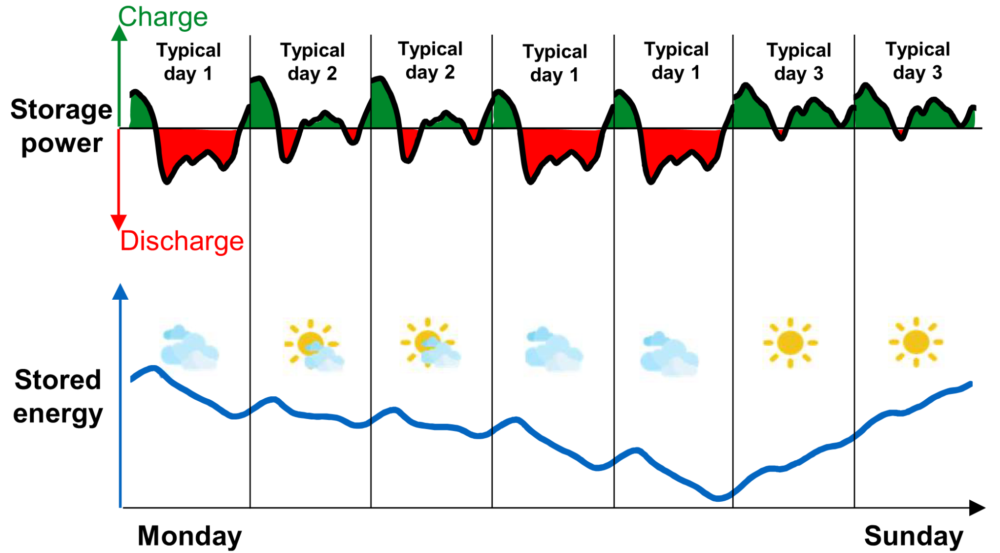 Charge
Typical
day 1
Typical
day 2
Typical
day 2
Typical
day 1
Typical
day 1
Typical
day 3
Typical
day 3
Storage
power
Discharge
Stored
energy
Monday
Sunday